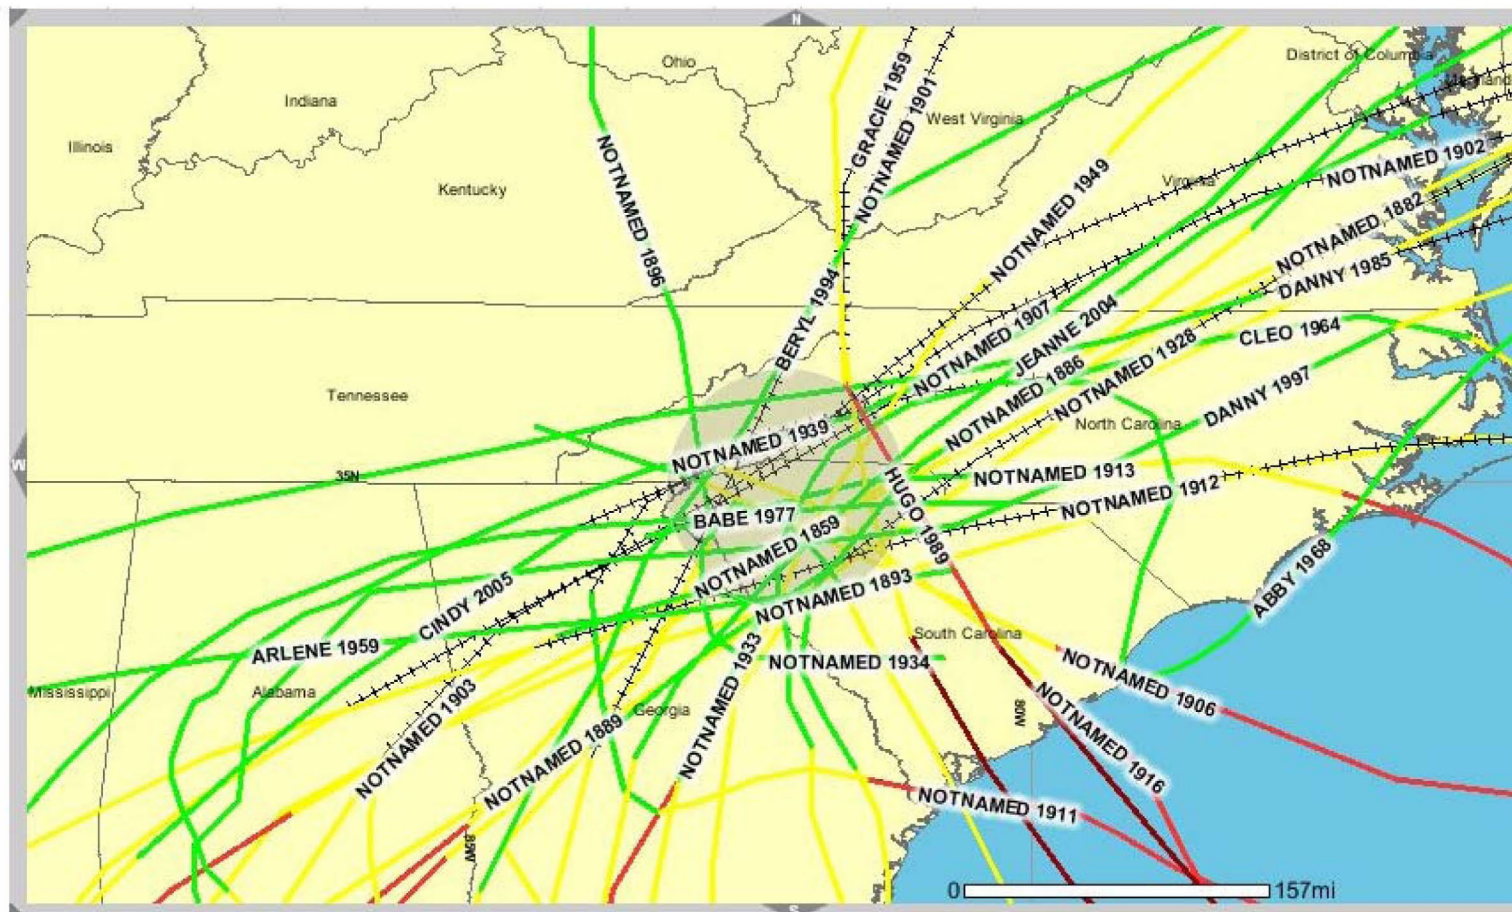 N
Ohio
District of Columbia
GRACIE 1959
NOTNAMED 1901
Indiana
West Virginia
Illinois
NOTNAMED 1902
Kentucky
Virginia
NOTNAMED 1896
NOTNAMED 1949
NOTNAMED 1882
DANNY 1985
BERYL 1994
NOTNAMED 1907
JEANNE 2004
CLEO 1964
NOTNAMED 1928
NOTNAMED 1886
DANNY 1997
Tennessee
North Carolina
NOTNAMED 1939
W
35N
NOTNAMED 1913
NOTNAMED 1912
HUGO 1989
BABE 1977
NOTNAMED 1859
NOTNAMED 1893
ABBY 1968
CINDY 2005
ARLENE 1959
South Carolina
NOTNAMED 1934
NOTNAMED 1933
Mississippi
Alabama
NOTNAMED 1906
NOTNAMED 1903
Georgia
80W
NOTNAMED 1916
NOTNAMED 1889
NOTNAMED 1911
85W
0
157mi
S